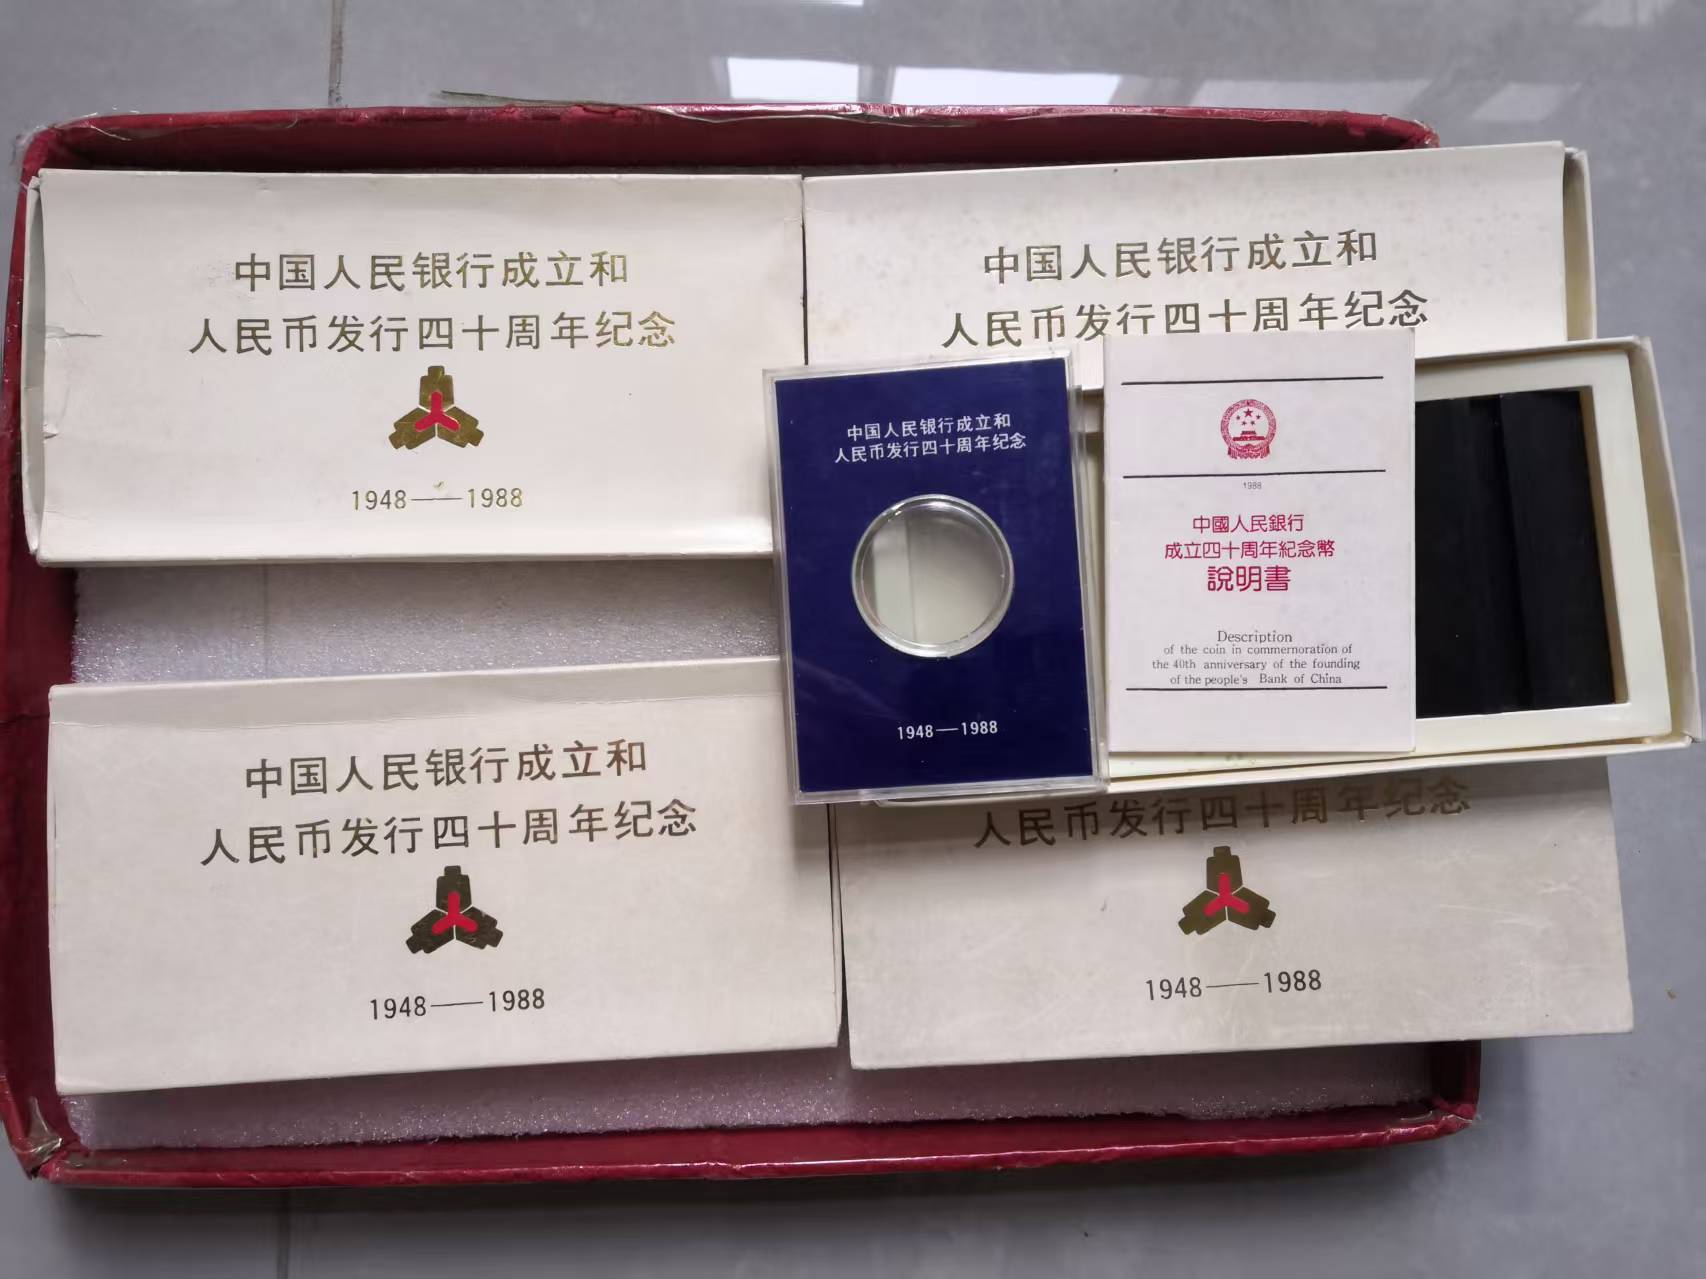 中国人民银行成立和
人民币发行四十周年纪念
1948——1988
中国人民银行成立和
人民币发行四十周年纪念
中国人民银行成立和
人民币发行四十周年纪念
1948—1988
1988
中國人民銀行
成立四十周年紀念幣
說明書
Description
of the coin in commemoration of
the 40th anniversary of the founding
of the people's Bank of China
中国人民银行成立和
人民币发行四十周年纪念
1948——1988
人民币发行四十周年纪念
1948——1988